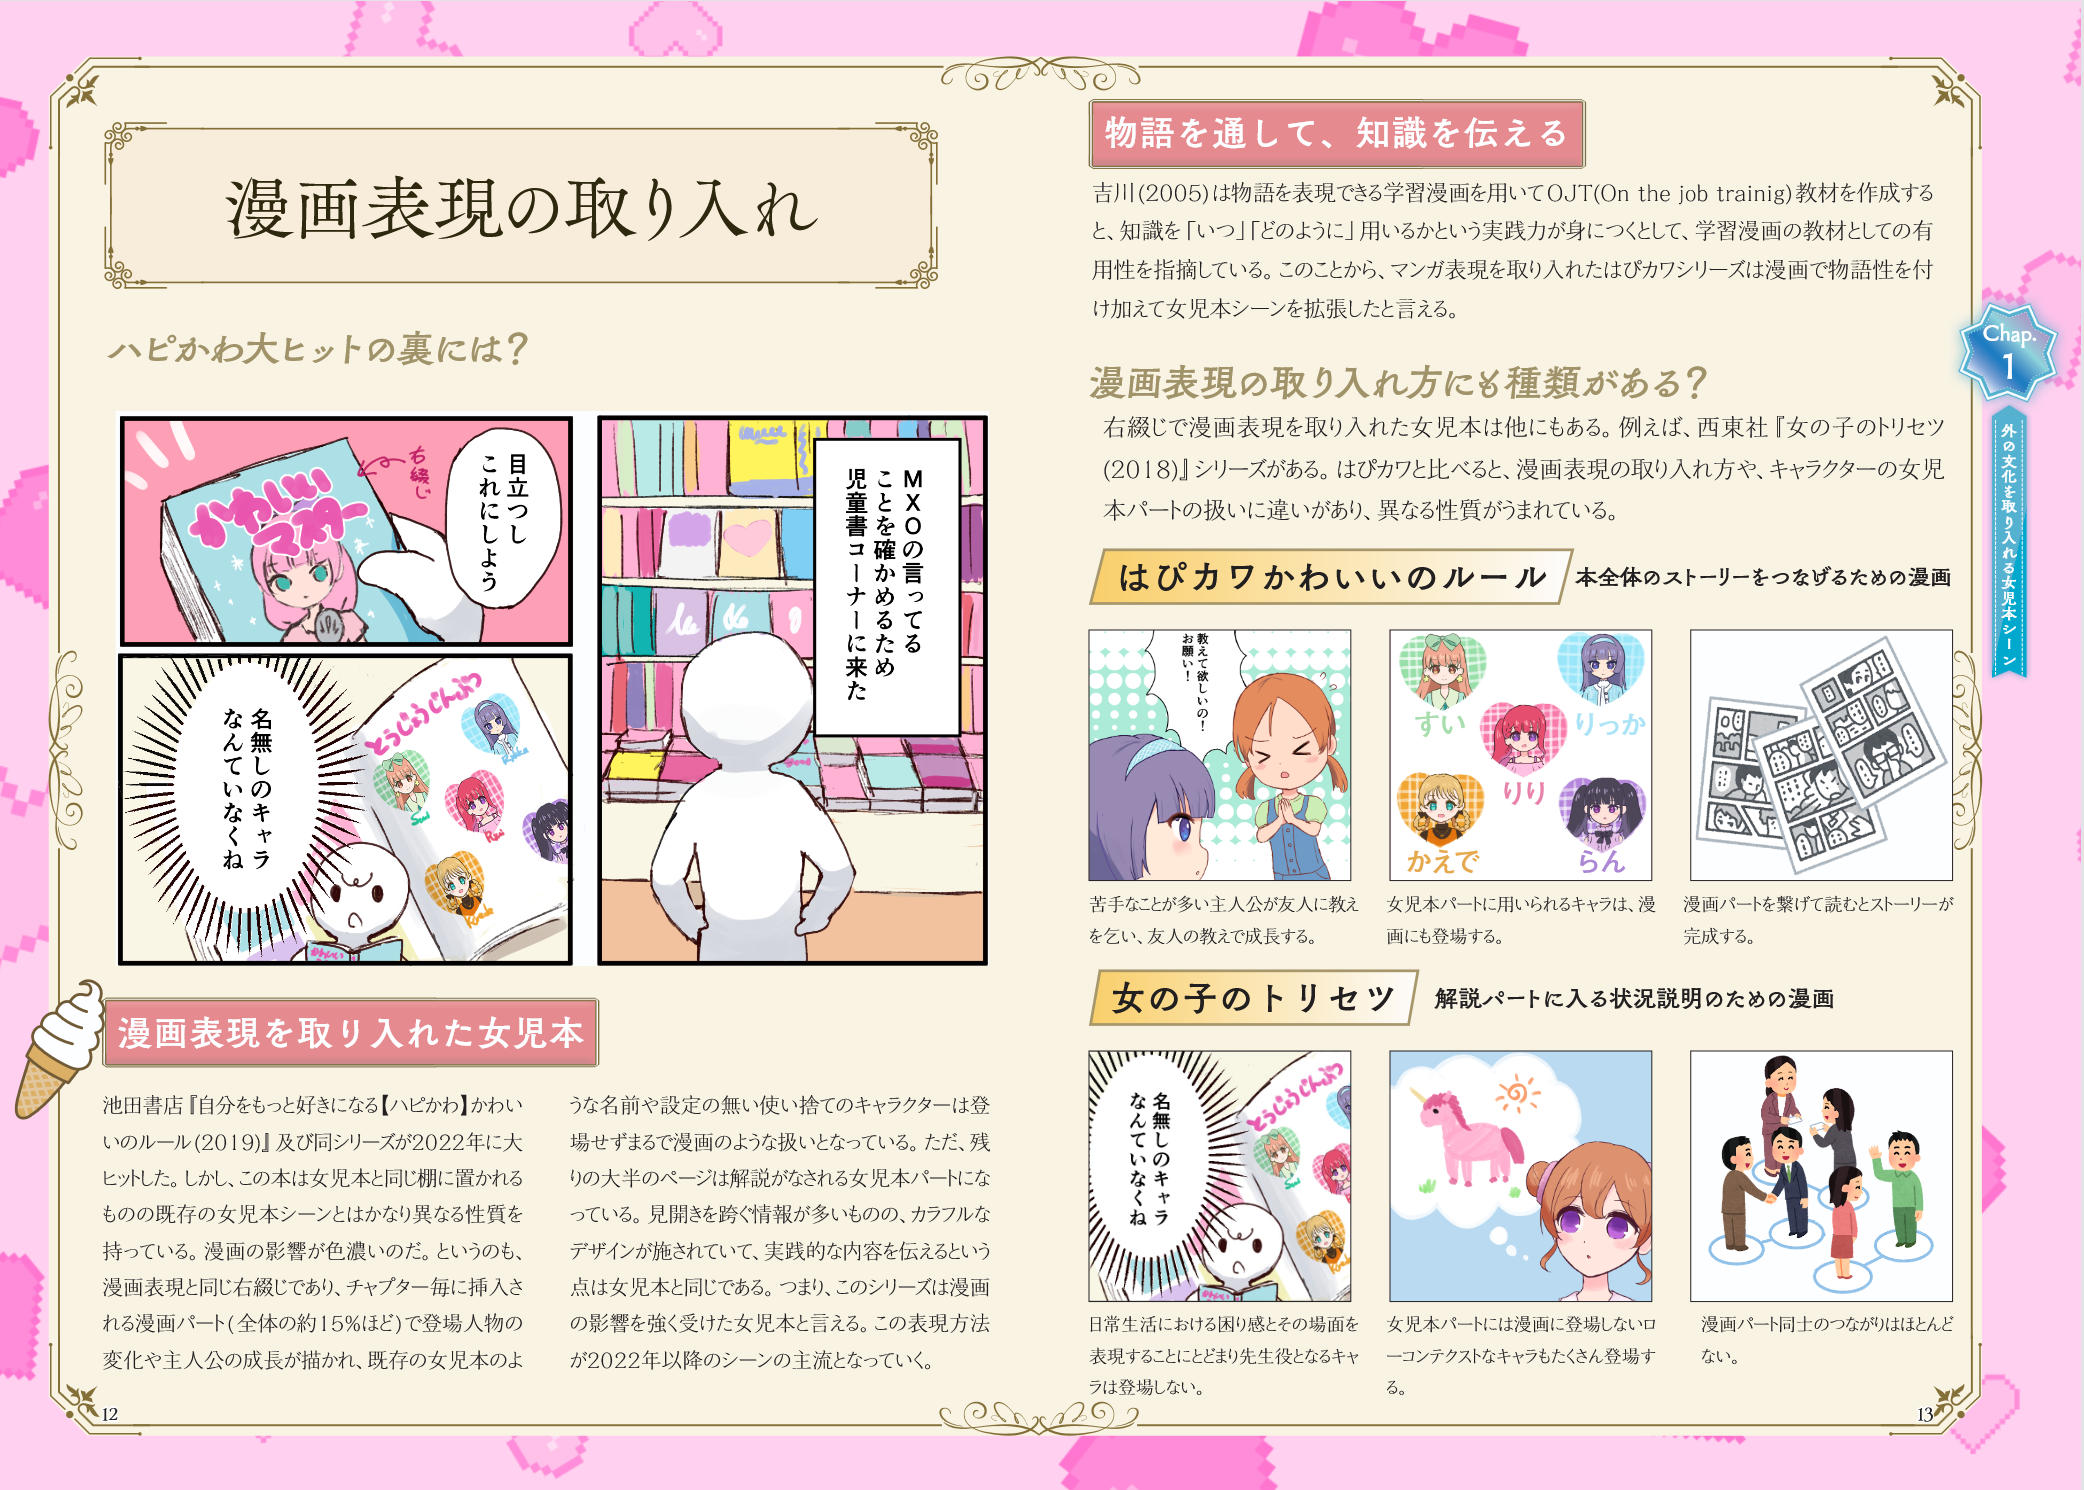 漫画表現の取り入れ
ハピかわ大ヒットの裏には？
MXOの言ってる
ことを確かめるため
児童書コーナーに来た
目立つし
これにしよう
右綴じ
かわいい
マスター
名無しのキャラ
なんていなくね
とうじょうじんぶつ
漫画表現を取り入れた女児本
池田書店『自分をもっと好きになる【ハピかわ】かわい
いのルール(2019)』及び同シリーズが2022年に大
ヒットした。しかし、この本は女児本と同じ棚に置かれる
ものの既存の女児本シーンとはかなり異なる性質を
持っている。漫画の影響が色濃いのだ。というのも、
漫画表現と同じ右綴じであり、チャプター毎に挿入さ
れる漫画パート(全体の約15%ほど)で登場人物の
変化や主人公の成長が描かれ、既存の女児本のよ
うな名前や設定の無い使い捨てのキャラクターは登
場せずまるで漫画のような扱いとなっている。ただ、残
りの大半のページは解説がなされる女児本パートにな
っている。見開きを跨ぐ情報が多いものの、カラフルな
デザインが施されていて、実践的な内容を伝えるという
点は女児本と同じである。つまり、このシリーズは漫画
の影響を強く受けた女児本と言える。この表現方法
が2022年以降のシーンの主流となっていく。
12
物語を通して、知識を伝える
吉川(2005)は物語を表現できる学習漫画を用いてOJT(On the job trainig)教材を作成する
と、知識を「いつ」「どのように」用いるかという実践力が身につくとして、学習漫画の教材としての有
用性を指摘している。このことから、マンガ表現を取り入れたはぴカワシリーズは漫画で物語性を付
け加えて女児本シーンを拡張したと言える。
漫画表現の取り入れ方にも種類がある？
右綴じで漫画表現を取り入れた女児本は他にもある。例えば、西東社『女の子のトリセツ
(2018)』シリーズがある。はぴカワと比べると、漫画表現の取り入れ方や、キャラクターの女児
本パートの扱いに違いがあり、異なる性質がうまれている。
はぴカワかわいいのルール
本全体のストーリーをつなげるための漫画
教えて欲しいの！
お願い！
すい
りっか
りり
かえで
らん
苦手なことが多い主人公が友人に教え
を乞い、友人の教えで成長する。
女児本パートに用いられるキャラは、漫
画にも登場する。
漫画パートを繋げて読むとストーリーが
完成する。
女の子のトリセツ
解説パートに入る状況説明のための漫画
名無しのキャラ
なんていなくね
とうじょうじんぶつ
日常生活における困り感とその場面を
表現することにとどまり先生役となるキャ
ラは登場しない。
女児本パートには漫画に登場しないロ
ーコンテクストなキャラもたくさん登場す
る。
漫画パート同士のつながりはほとんど
ない。
Chap.
1
外の文化を取り入れる女児本シーン
13